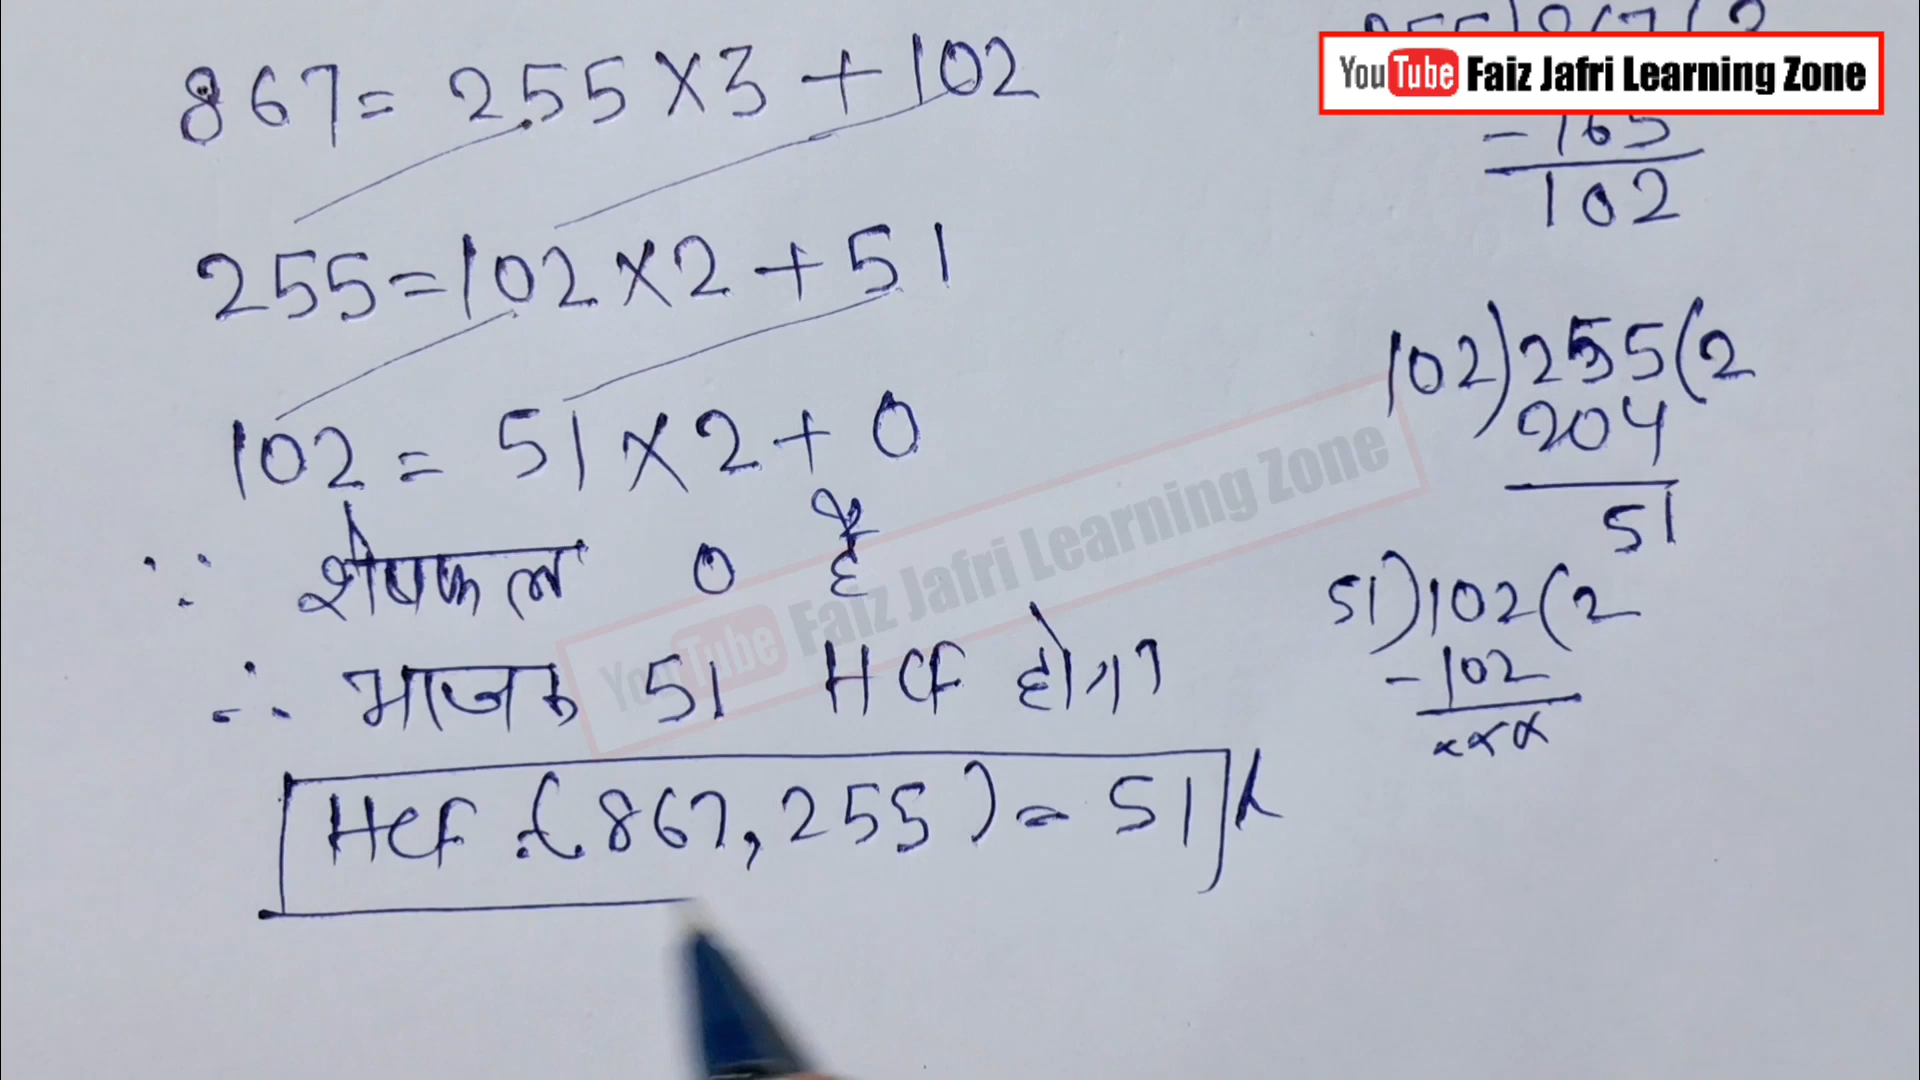 867 = 255 × 3 + 102
255 = 102 × 2 + 51
102 = 51 × 2 + 0
∵ शेषफल 0 है
∴ भाजक 51 HCF होगा
HCF (867, 255) = 51
YouTube Faiz Jafri Learning Zone
- 165
102
102)255(2
204
51
51)102(2
- 102
×××
YouTube Faiz Jafri Learning Zone